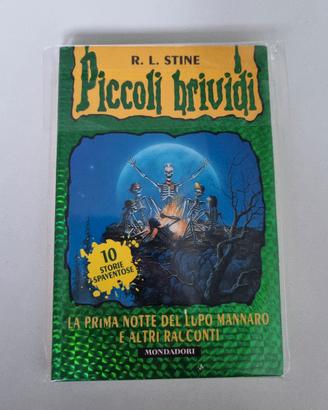 R. L. STINE
Piccoli brividi
10
STORIE
SPAVENTOSE
LA PRIMA NOTTE DEL LUPO MANNARO
E ALTRI RACCONTI
MONDADORI